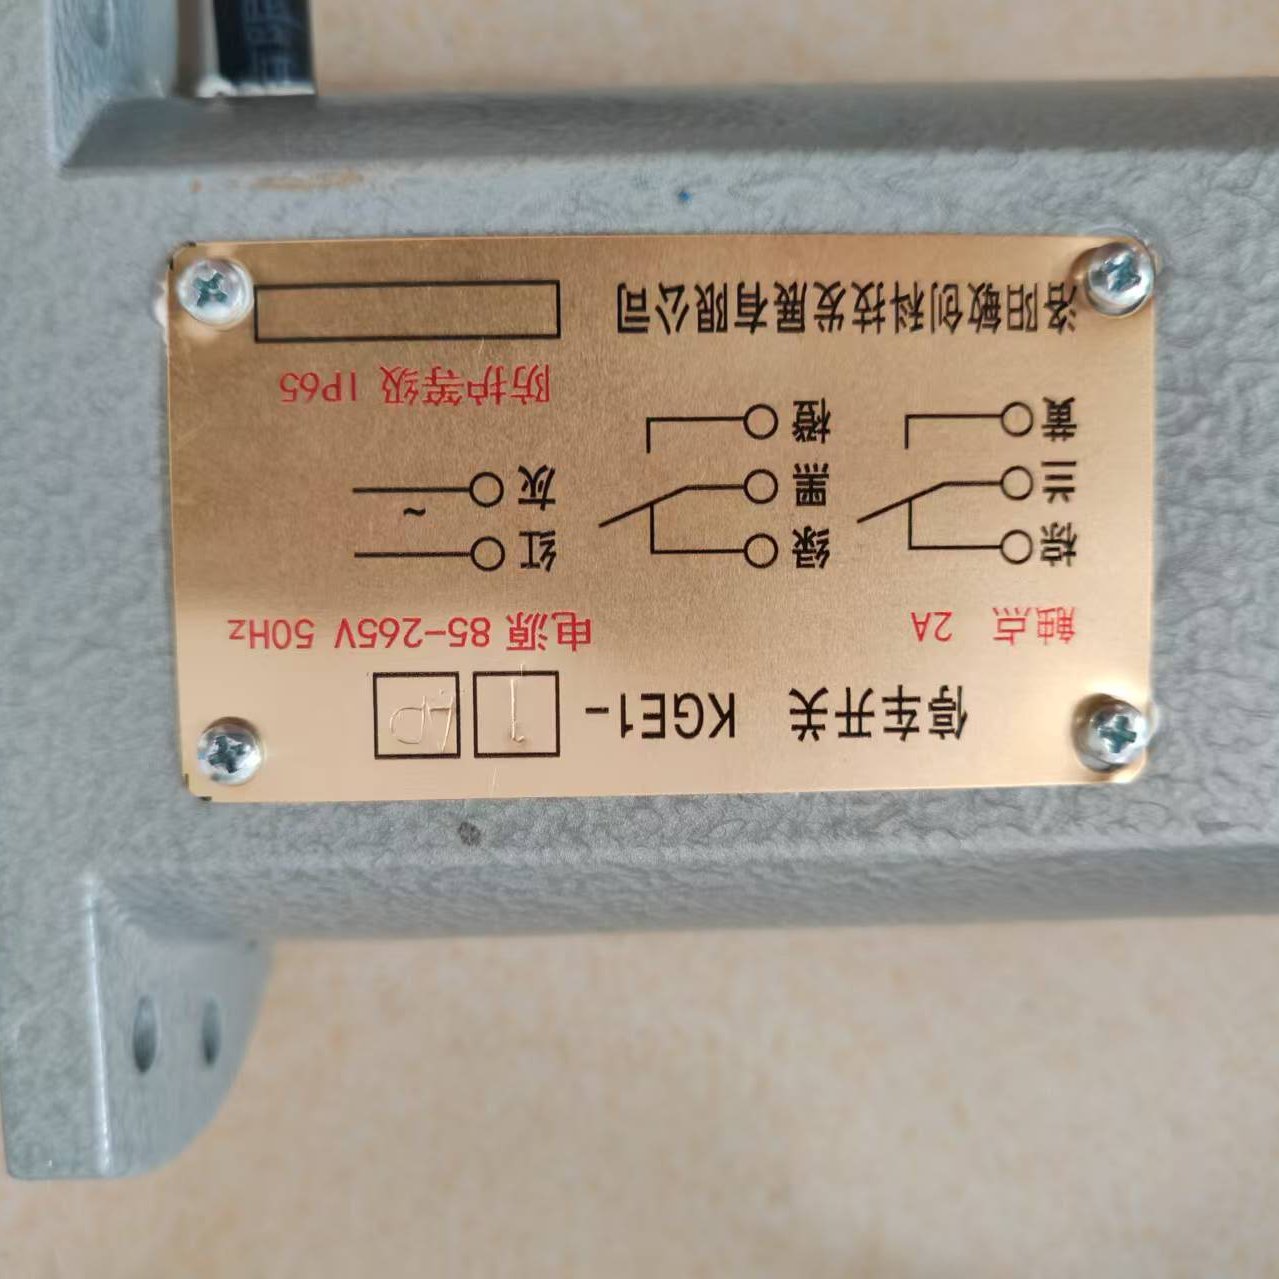 停车开关 KGE1- 1 4D
触点 2A 电源 85-265V 50Hz
棕 绿 红
兰 黑 ~ 灰
黄 橙 防护等级 IP65
洛阳敏创科技发展有限公司